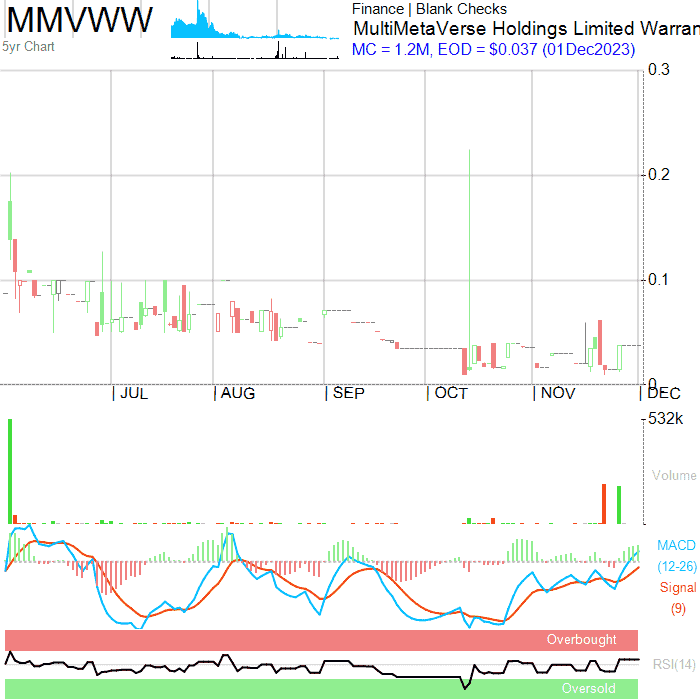 MMVWW
5yr Chart
Finance | Blank Checks
MultiMetaVerse Holdings Limited Warran
MC = 1.2M, EOD = $0.037 (01Dec2023)
0.3
0.2
0.1
0
| JUL | AUG | SEP | OCT | NOV | DEC
532k
Volume
MACD
(12-26)
Signal
(9)
Overbought
RSI(14)
Oversold